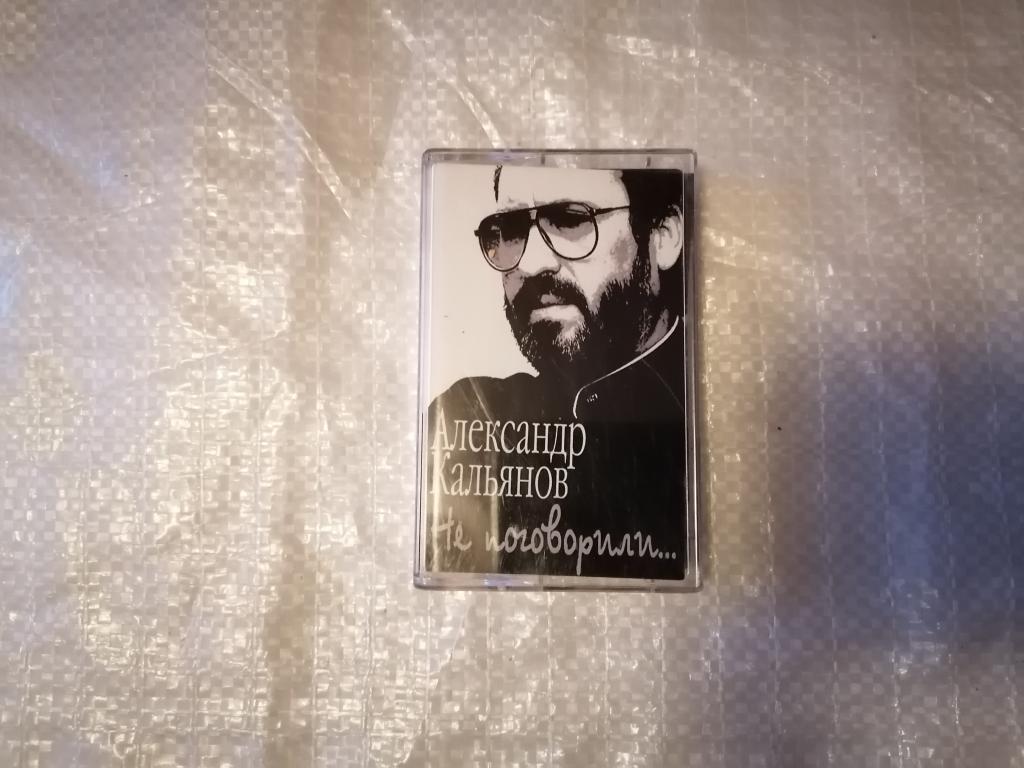 Александр
Кальянов
Не поговорили...